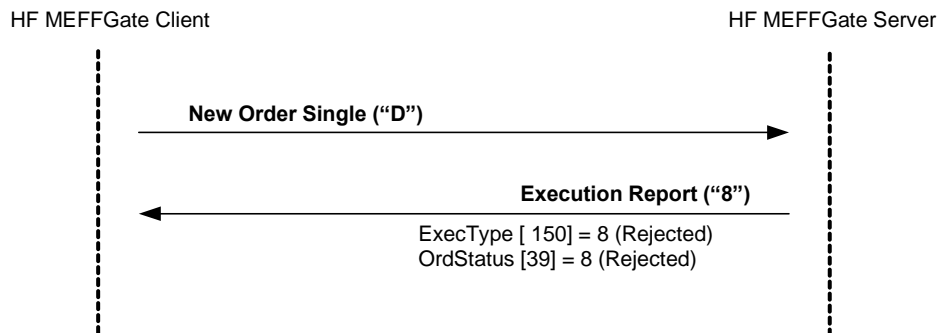 HF MEFFGate Client
HF MEFFGate Server
New Order Single (“D”)
Execution Report (“8”)
ExecType [ 150] = 8 (Rejected)
OrdStatus [39] = 8 (Rejected)